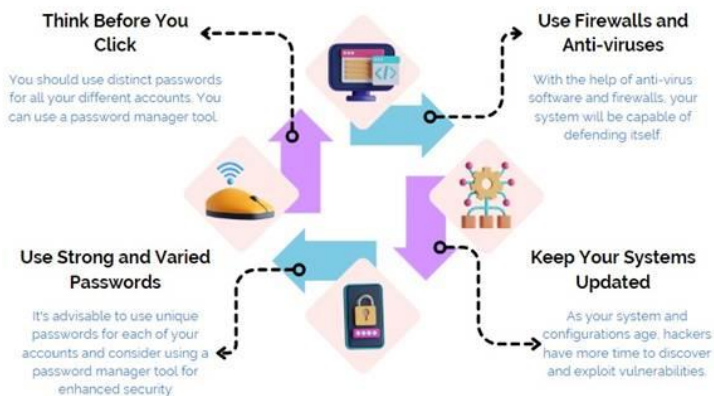 Think Before You
Click
You should use distinct passwords
for all your different accounts. You
can use a password manager tool.
Use Firewalls and
Anti-viruses
With the help of anti-virus
software and firewalls, your
system will be capable of
defending itself.
</>
?
Use Strong and Varied
Passwords
It's advisable to use unique
passwords for each of your
accounts and consider using a
password manager tool for
enhanced security
Keep Your Systems
Updated
As your system and
configurations age, hackers
have more time to discover
and exploit vulnerabilities.